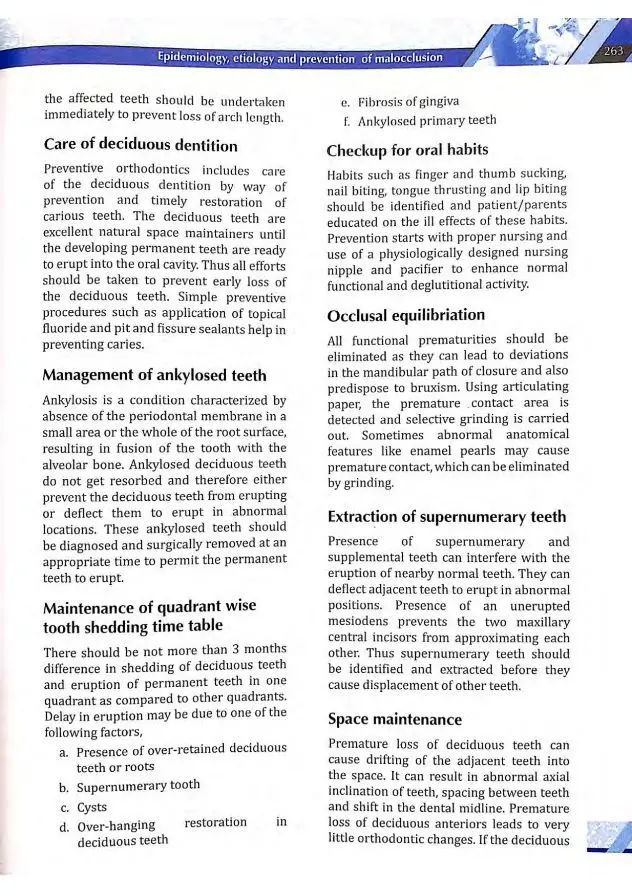 Epidemiology, etiology and prevention of malocclusion
263
the affected teeth should be undertaken
immediately to prevent loss of arch length.
Care of deciduous dentition
Preventive orthodontics includes care
of the deciduous dentition by way of
prevention and timely restoration of
carious teeth. The deciduous teeth are
excellent natural space maintainers until
the developing permanent teeth are ready
to erupt into the oral cavity. Thus all efforts
should be taken to prevent early loss of
the deciduous teeth. Simple preventive
procedures such as application of topical
fluoride and pit and fissure sealants help in
preventing caries.
Management of ankylosed teeth
Ankylosis is a condition characterized by
absence of the periodontal membrane in a
small area or the whole of the root surface,
resulting in fusion of the tooth with the
alveolar bone. Ankylosed deciduous teeth
do not get resorbed and therefore either
prevent the deciduous teeth from erupting
or deflect them to erupt in abnormal
locations. These ankylosed teeth should
be diagnosed and surgically removed at an
appropriate time to permit the permanent
teeth to erupt.
Maintenance of quadrant wise
tooth shedding time table
There should be not more than 3 months
difference in shedding of deciduous teeth
and eruption of permanent teeth in one
quadrant as compared to other quadrants.
Delay in eruption may be due to one of the
following factors,
a. Presence of over-retained deciduous
teeth or roots
b. Supernumerary tooth
c. Cysts
d. Over-hanging restoration in
deciduous teeth
e. Fibrosis of gingiva
f. Ankylosed primary teeth
Checkup for oral habits
Habits such as finger and thumb sucking,
nail biting, tongue thrusting and lip biting
should be identified and patient/parents
educated on the ill effects of these habits.
Prevention starts with proper nursing and
use of a physiologically designed nursing
nipple and pacifier to enhance normal
functional and deglutitional activity.
Occlusal equilibriation
All functional prematurities should be
eliminated as they can lead to deviations
in the mandibular path of closure and also
predispose to bruxism. Using articulating
paper, the premature contact area is
detected and selective grinding is carried
out. Sometimes abnormal anatomical
features like enamel pearls may cause
premature contact, which can be eliminated
by grinding.
Extraction of supernumerary teeth
Presence of supernumerary and
supplemental teeth can interfere with the
eruption of nearby normal teeth. They can
deflect adjacent teeth to erupt in abnormal
positions. Presence of an unerupted
mesiodens prevents the two maxillary
central incisors from approximating each
other. Thus supernumerary teeth should
be identified and extracted before they
cause displacement of other teeth.
Space maintenance
Premature loss of deciduous teeth can
cause drifting of the adjacent teeth into
the space. It can result in abnormal axial
inclination of teeth, spacing between teeth
and shift in the dental midline. Premature
loss of deciduous anteriors leads to very
little orthodontic changes. If the deciduous